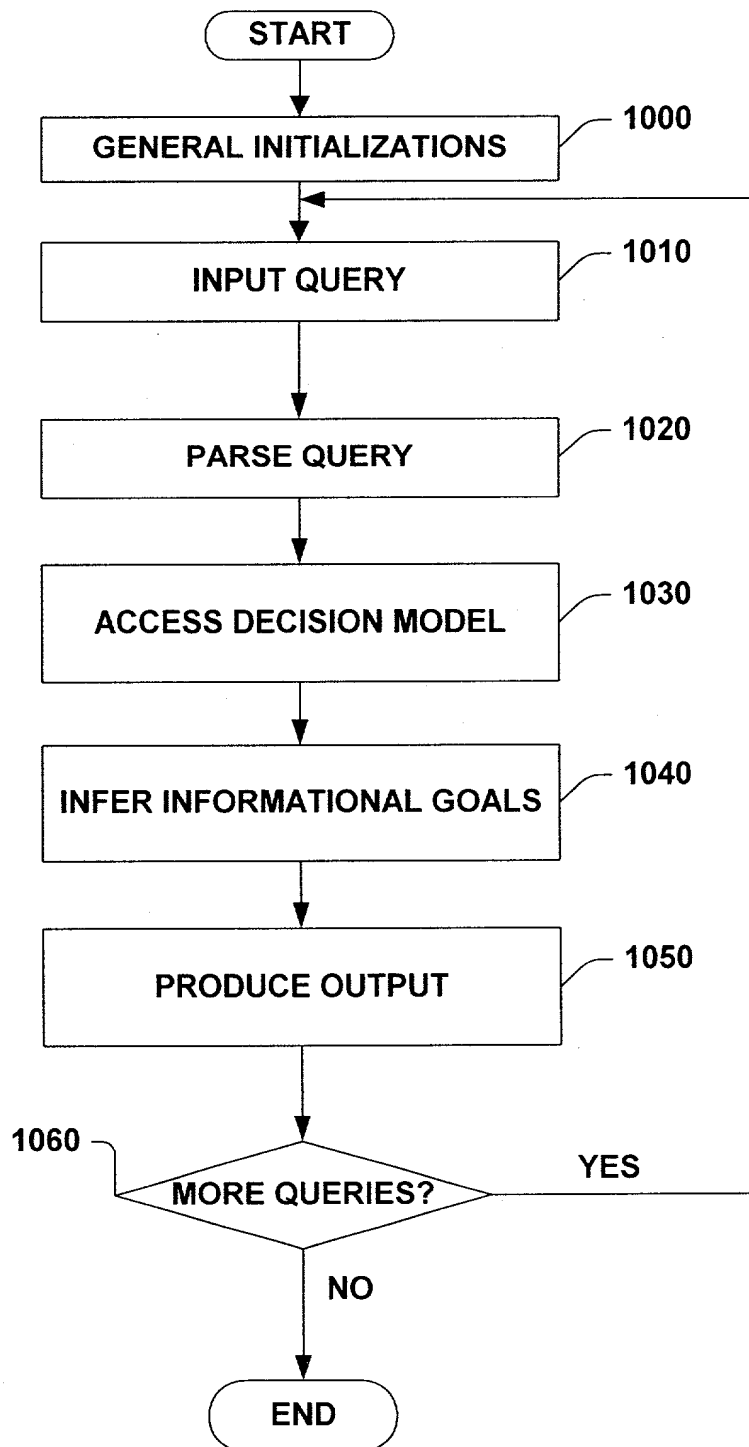 START
GENERAL INITIALIZATIONS
1000
INPUT QUERY
1010
PARSE QUERY
1020
ACCESS DECISION MODEL
1030
INFER INFORMATIONAL GOALS
1040
PRODUCE OUTPUT
1050
1060
MORE QUERIES?
YES
NO
END